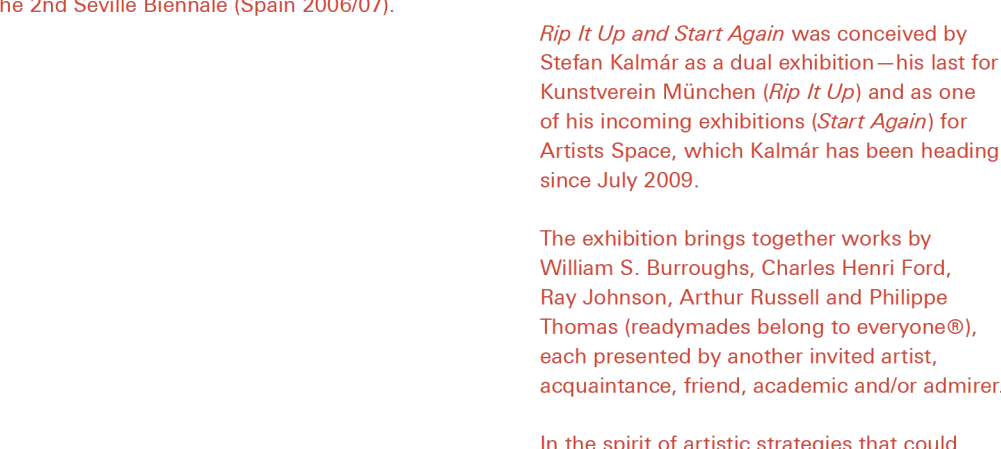 he 2nd Seville Biennale (Spain 2006/07).
Rip It Up and Start Again was conceived by
Stefan Kalmár as a dual exhibition—his last for
Kunstverein München (Rip It Up) and as one
of his incoming exhibitions (Start Again) for
Artists Space, which Kalmár has been heading
since July 2009.
The exhibition brings together works by
William S. Burroughs, Charles Henri Ford,
Ray Johnson, Arthur Russell and Philippe
Thomas (readymades belong to everyone®),
each presented by another invited artist,
acquaintance, friend, academic and/or admirer.
In the spirit of artistic strategies that could